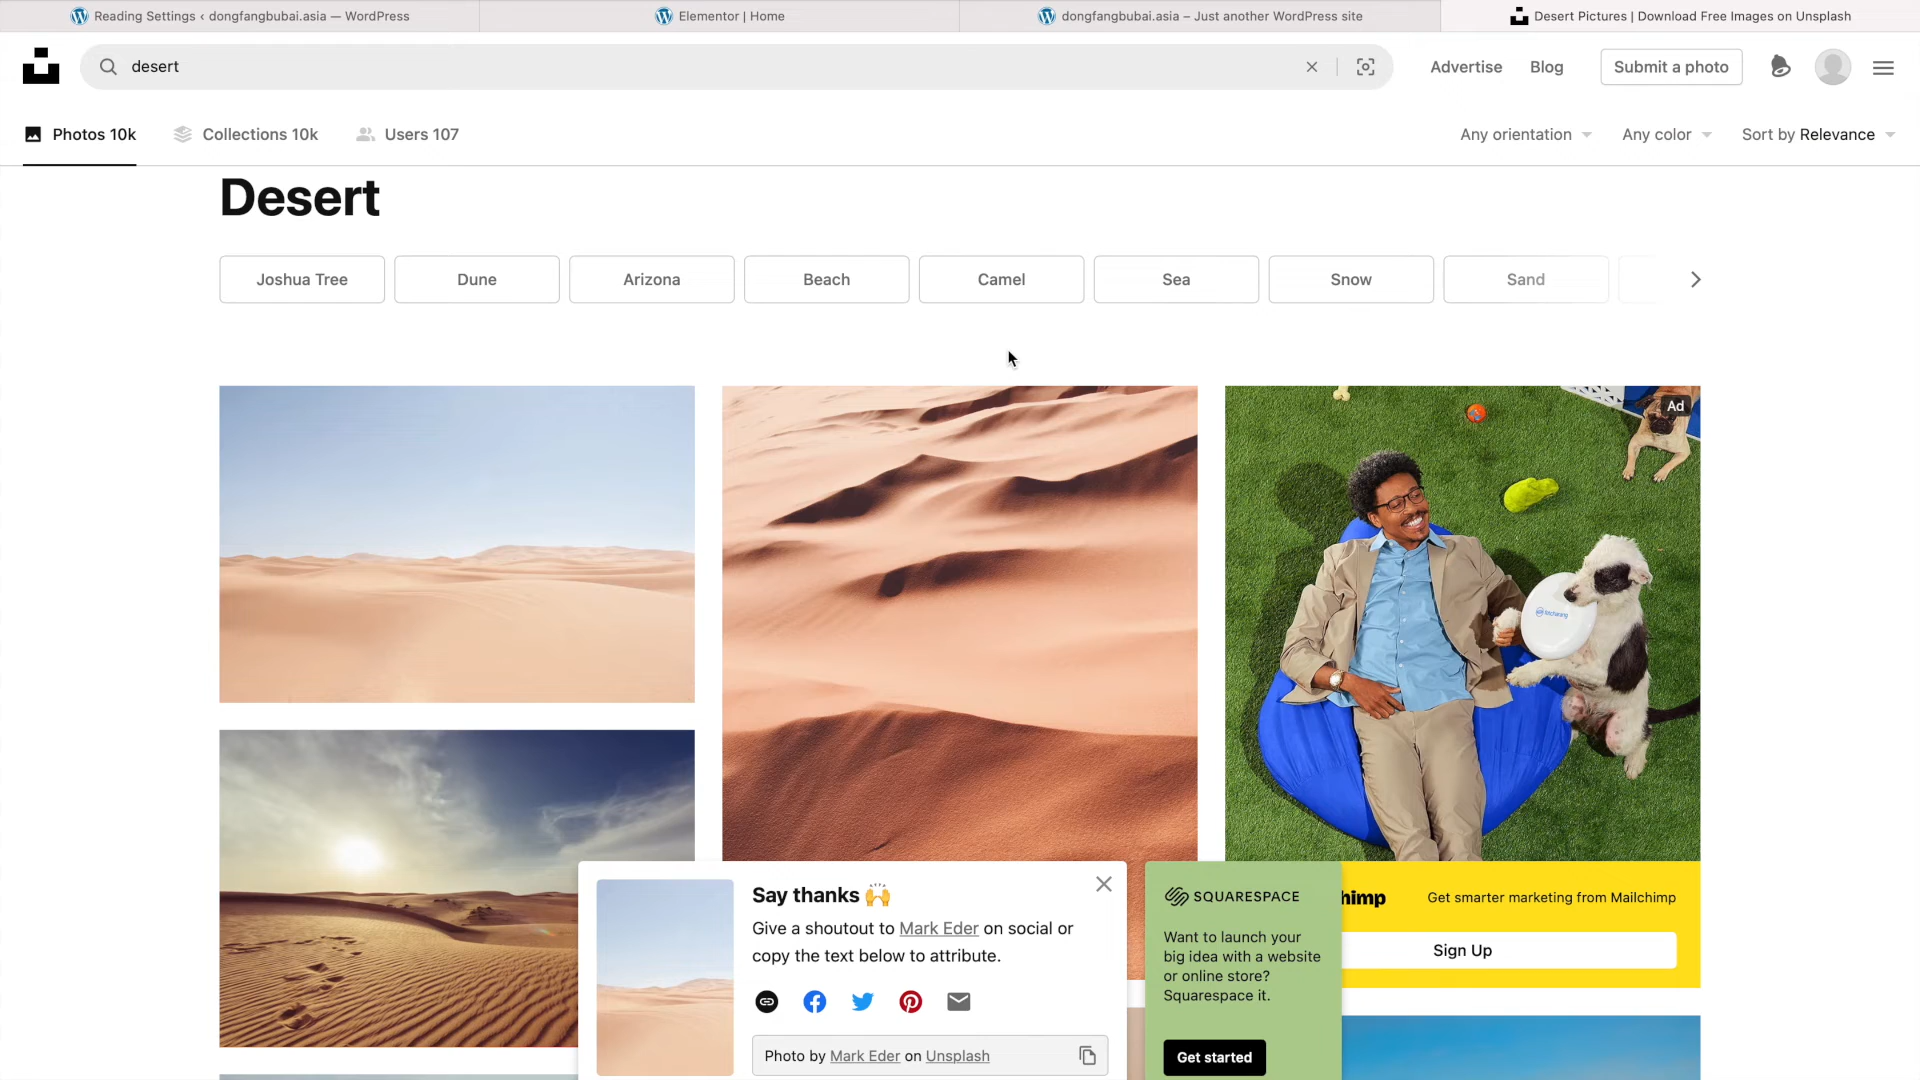 Reading Settings ‹ dongfangbubai.asia — WordPress
Elementor | Home
dongfangbubai.asia – Just another WordPress site
Desert Pictures | Download Free Images on Unsplash
desert
Advertise
Blog
Submit a photo
Photos 10k
Collections 10k
Users 107
Any orientation
Any color
Sort by Relevance
Desert
Joshua Tree
Dune
Arizona
Beach
Camel
Sea
Snow
Sand
Ad
Say thanks 🙌
Give a shoutout to Mark Eder on social or
copy the text below to attribute.
Photo by Mark Eder on Unsplash
SQUARESPACE
Want to launch your
big idea with a website
or online store?
Squarespace it.
Get started
himp
Get smarter marketing from Mailchimp
Sign Up